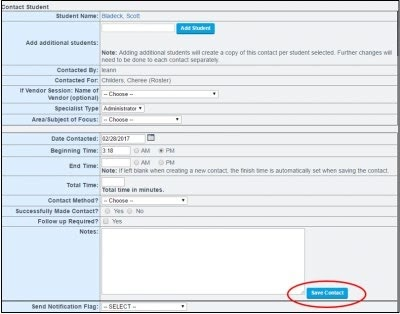 Contact Student
Student Name: Bladeck, Scott
Add Student
Add additional students:
Note: Adding additional students will create a copy of this contact per student selected. Further changes will
need to be done to each contact separately.
Contacted By: leann
Contacted For: Childers, Cheree (Roster)
If Vendor Session: Name of
Vendor (optional)
-- Choose --
Specialist Type Administrator
Area/Subject of Focus: -- Choose --
Date Contacted: 02/28/2017
Beginning Time: 3:18 AM PM
End Time: AM PM
Note: If left blank when creating a new contact, the finish time is automatically set when saving the contact.
Total Time:
Total time in minutes.
Contact Method? -- Choose --
Successfully Made Contact? Yes No
Follow up Required? Yes
Notes:
Save Contact
Send Notification Flag: -- SELECT --